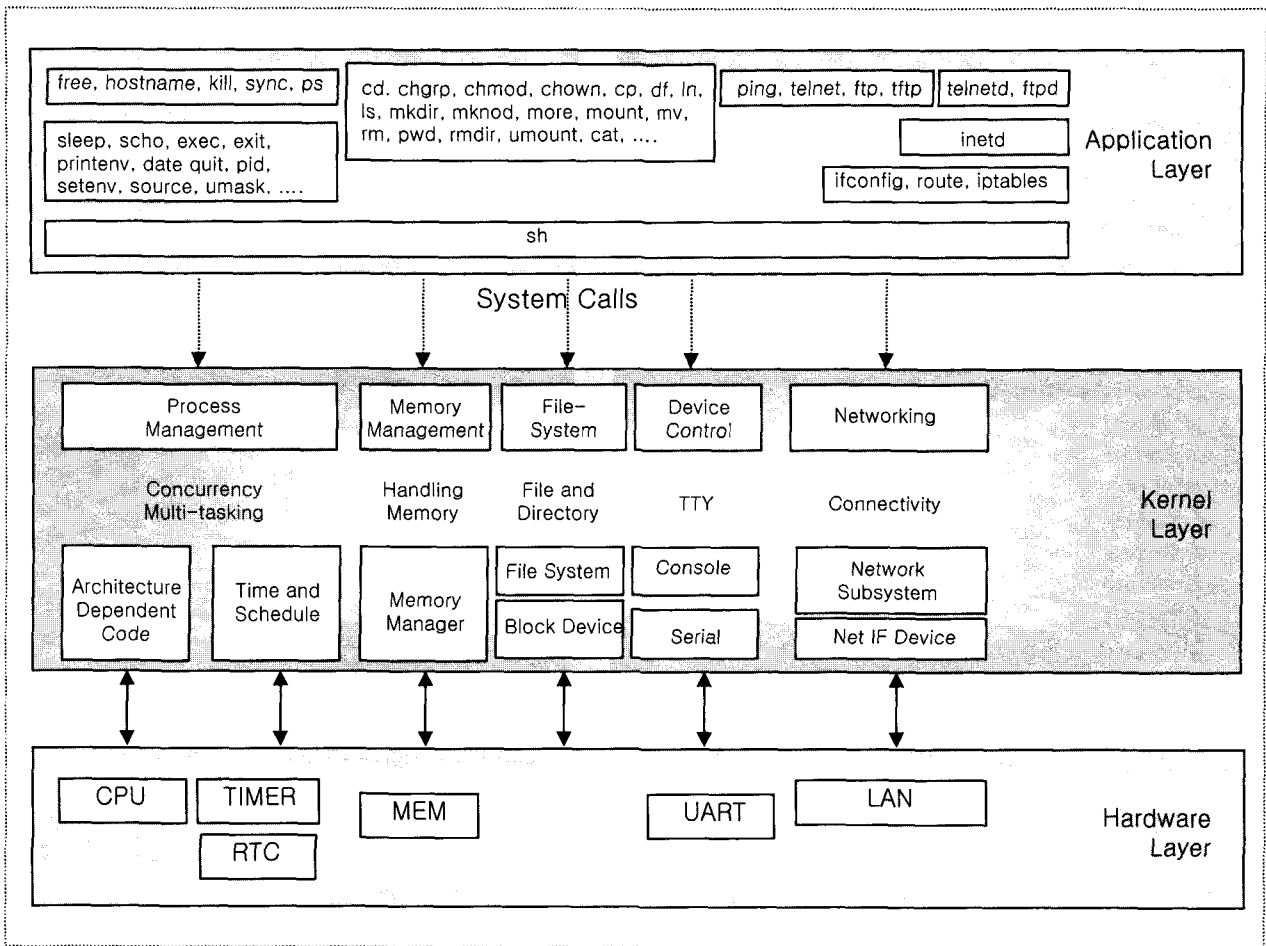 free, hostname, kill, sync, ps
sleep, scho, exec, exit,
printenv, date quit, pid,
setenv, source, umask, ....
cd. chgrp, chmod, chown, cp, df, ln,
ls, mkdir, mknod, more, mount, mv,
rm, pwd, rmdir, umount, cat, ....
ping, telnet, ftp, tftp
telnetd, ftpd
inetd
ifconfig, route, iptables
sh
Application
Layer
System Calls
Process
Management
Memory
Management
File-
System
Device
Control
Networking
Concurrency
Multi-tasking
Handling
Memory
File and
Directory
TTY
Connectivity
Kernel
Layer
Architecture
Dependent
Code
Time and
Schedule
Memory
Manager
File System
Block Device
Console
Serial
Network
Subsystem
Net IF Device
CPU
TIMER
RTC
MEM
UART
LAN
Hardware
Layer